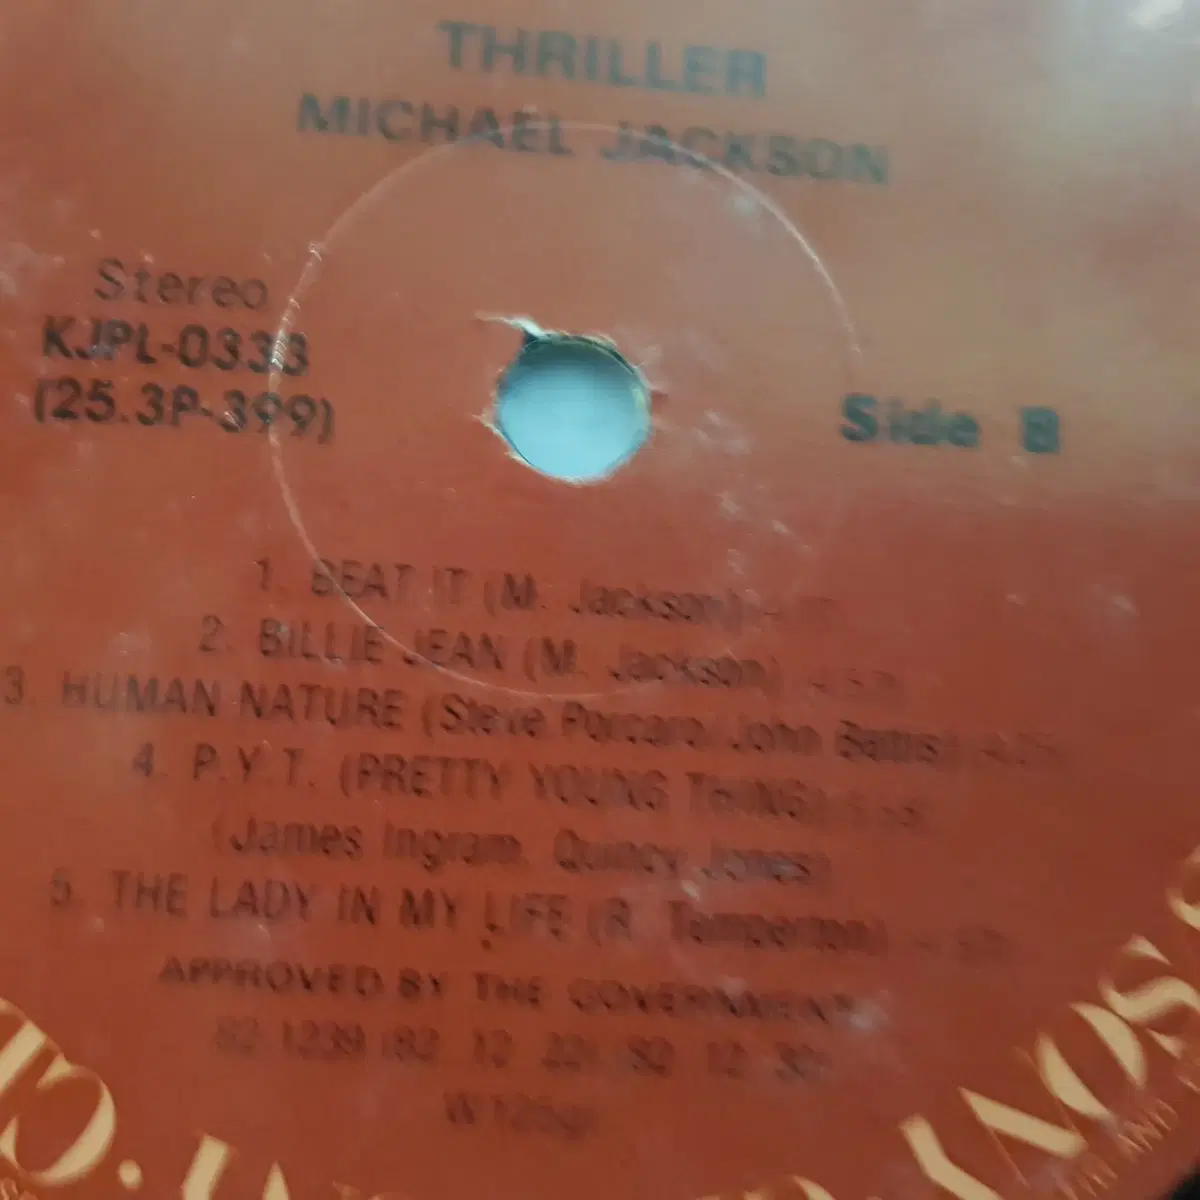 THRILLER
MICHAEL JACKSON
Stereo
KJPL-0333
(25.3P-399)
Side B
1. BEAT IT (M. Jackson)
2. BILLIE JEAN (M. Jackson)
3. HUMAN NATURE (Steve Porcaro, John Bettis)
4. P.Y.T. (PRETTY YOUNG THING)
(James Ingram, Quincy Jones)
5. THE LADY IN MY LIFE (R. Temperton)
APPROVED BY THE GOVERNMENT